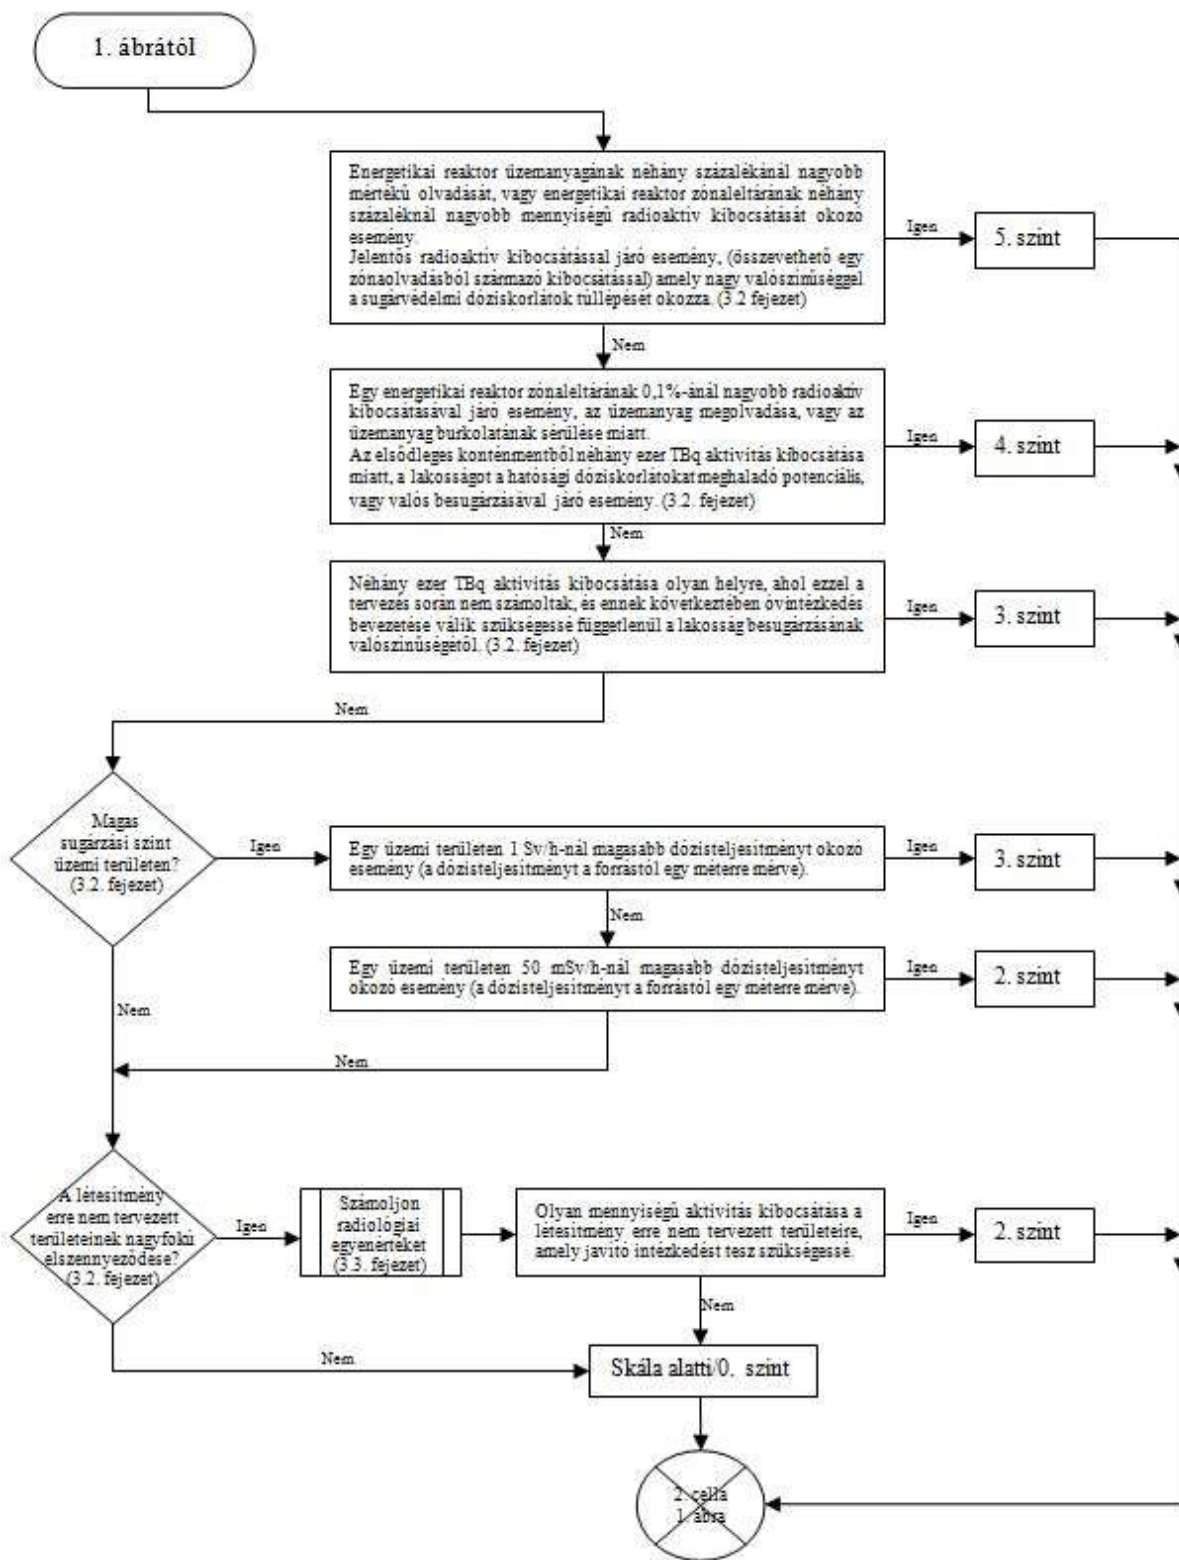 1. ábrától
Energetikai reaktor üzemanyagának néhány százalékánál nagyobb
mértékű olvadását, vagy energetikai reaktor zónaleltárának néhány
százaléknál nagyobb mennyiségű radioaktív kibocsátását okozó
esemény.
Jelentős radioaktív kibocsátással járó esemény, (összevethető egy
zónaolvadásból származó kibocsátással) amely nagy valószínűséggel
a sugárvédelmi dóziskorlátok túllépését okozza. (3.2 fejezet)
Igen
5. szint
Nem
Egy energetikai reaktor zónaleltárának 0,1%-ánál nagyobb radioaktív
kibocsátásával járó esemény, az üzemanyag megolvadása, vagy az
üzemanyag burkolatának sérülése miatt.
Az elsődleges konténmentből néhány ezer TBq aktivitás kibocsátása
miatt, a lakosságot a hatósági dóziskorlátokat meghaladó potenciális,
vagy valós besugárzásával járó esemény. (3.2. fejezet)
Igen
4. szint
Nem
Néhány ezer TBq aktivitás kibocsátása olyan helyre, ahol ezzel a
tervezés során nem számoltak, és ennek következtében óvintézkedés
bevezetése válik szükségessé függetlenül a lakosság besugárzásának
valószínűségétől. (3.2. fejezet)
Igen
3. szint
Nem
Magas
sugárzási szint
üzemi területen?
(3.2. fejezet)
Igen
Egy üzemi területen 1 Sv/h-nál magasabb dózisteljesítményt okozó
esemény (a dózisteljesítményt a forrástól egy méterre mérve).
Igen
3. szint
Nem
Egy üzemi területen 50 mSv/h-nál magasabb dózisteljesítményt
okozó esemény (a dózisteljesítményt a forrástól egy méterre mérve).
Igen
2. szint
Nem
Nem
A létesítmény
erre nem tervezett
területeinek nagyfokú
elszennyeződése?
(3.2. fejezet)
Igen
Számoljon
radiológiai
egyenértéket
(3.3. fejezet)
Olyan mennyiségű aktivitás kibocsátása a
létesítmény erre nem tervezett területeire,
amely javító intézkedést tesz szükségessé.
Igen
2. szint
Nem
Nem
Skála alatti/0. szint
2. cella
1. ábra